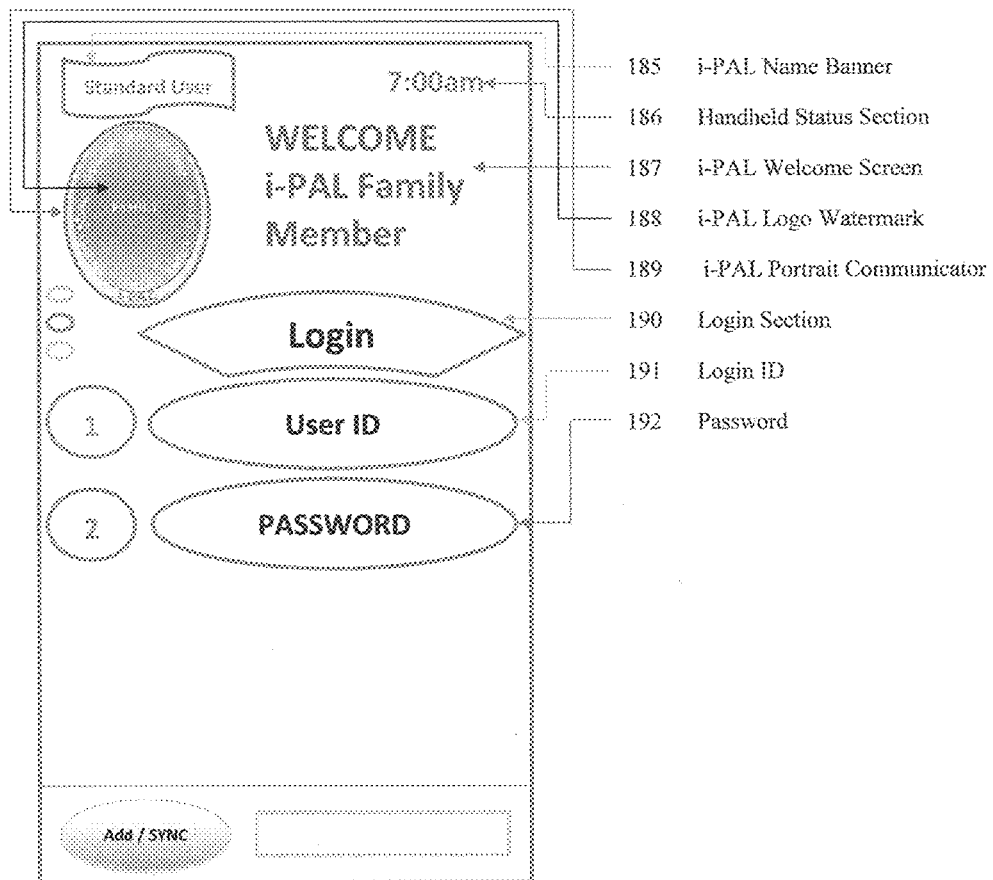 Standard User
7:00am
WELCOME
i-PAL Family
Member
Login
1
User ID
2
PASSWORD
Add / SYNC
185 i-PAL Name Banner
186 Handheld Status Section
187 i-PAL Welcome Screen
188 i-PAL Logo Watermark
189 i-PAL Portrait Communicator
190 Login Section
191 Login ID
192 Password